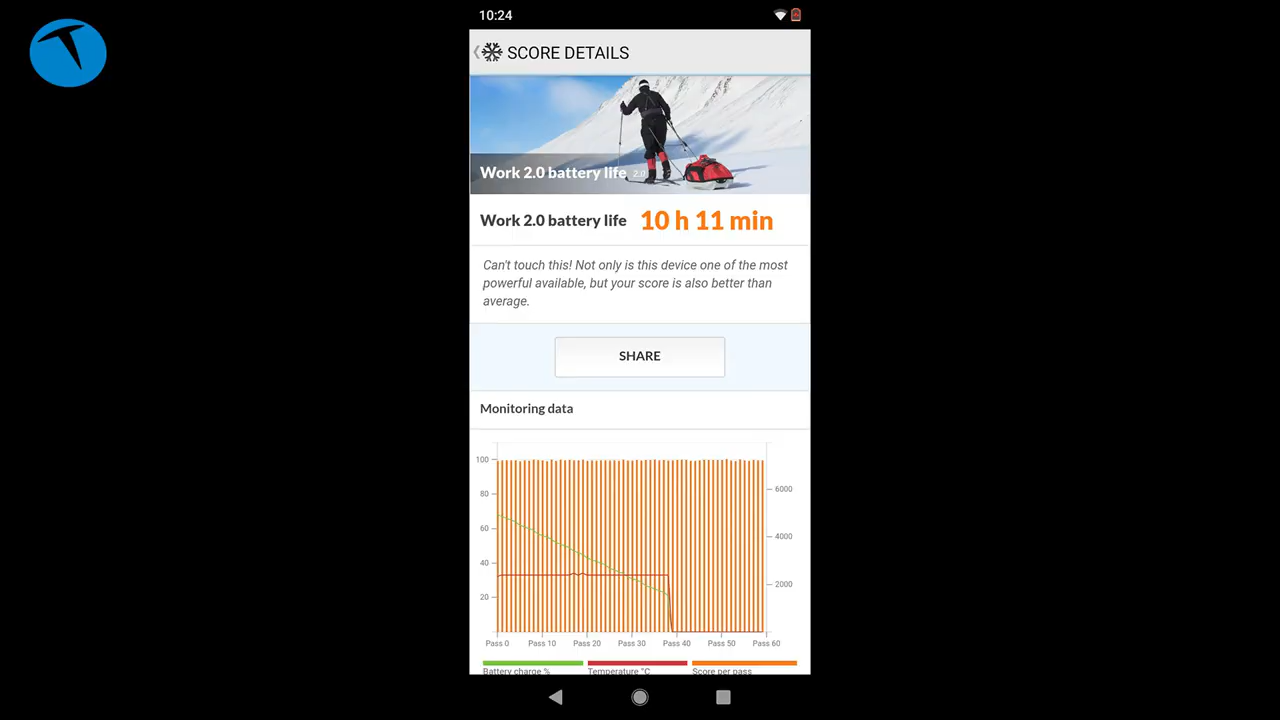 10:24
SCORE DETAILS
Work 2.0 battery life 2.0
Work 2.0 battery life 10 h 11 min
Can't touch this! Not only is this device one of the most
powerful available, but your score is also better than
average.
SHARE
Monitoring data
100
80
60
40
20
6000
4000
2000
Pass 0 Pass 10 Pass 20 Pass 30 Pass 40 Pass 50 Pass 60
Battery charge % Temperature °C Score per pass